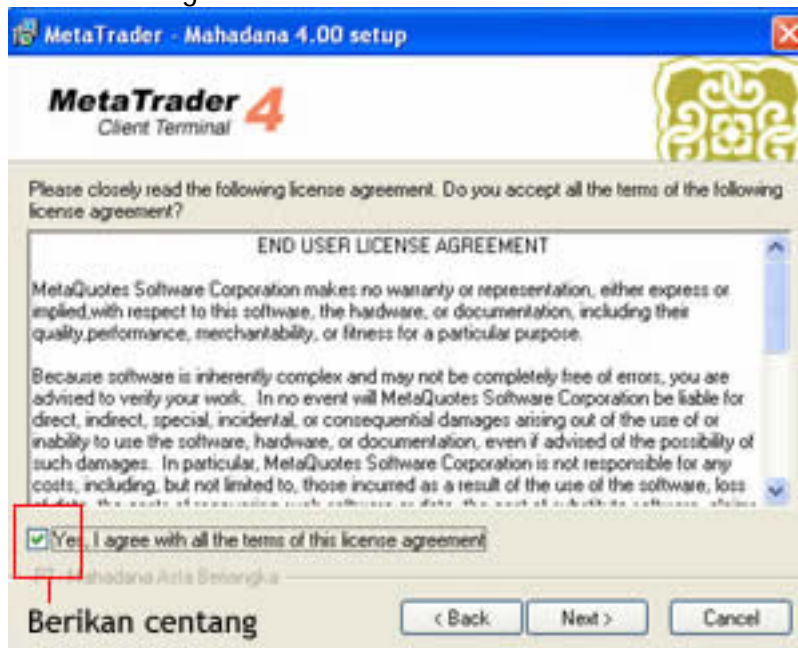 MetaTrader - Mahadana 4.00 setup
MetaTrader 4
Client Terminal
Please closely read the following license agreement. Do you accept all the terms of the following
license agreement?
END USER LICENSE AGREEMENT
MetaQuotes Software Corporation makes no warranty or representation, either express or
implied,with respect to this software, the hardware, or documentation, including their
quality,performance, merchantability, or fitness for a particular purpose.
Because software is inherently complex and may not be completely free of errors, you are
advised to verify your work. In no event will MetaQuotes Software Corporation be liable for
direct, indirect, special, incidental, or consequential damages arising out of the use of or
inability to use the software, hardware, or documentation, even if advised of the possibility of
such damages. In particular, MetaQuotes Software Corporation is not responsible for any
costs, including, but not limited to, those incurred as a result of the use of the software, loss
Yes, I agree with all the terms of this license agreement
Mahadana Asta Berjangka
Berikan centang
< Back
Next >
Cancel